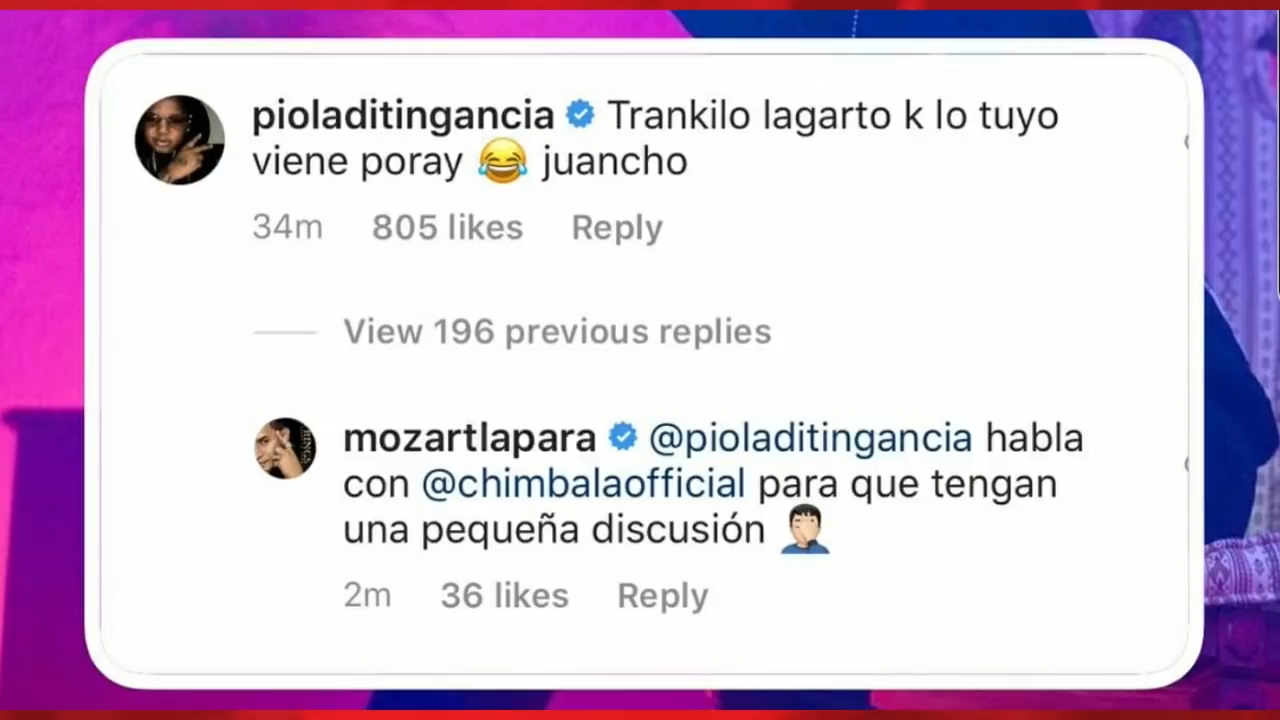 pioladitingancia Trankilo lagarto k lo tuyo
viene poray 😂 juancho
34m 805 likes Reply
View 196 previous replies
mozartlapara @pioladitingancia habla
con @chimbalaofficial para que tengan
una pequeña discusión 🤦🏻‍♂️
2m 36 likes Reply